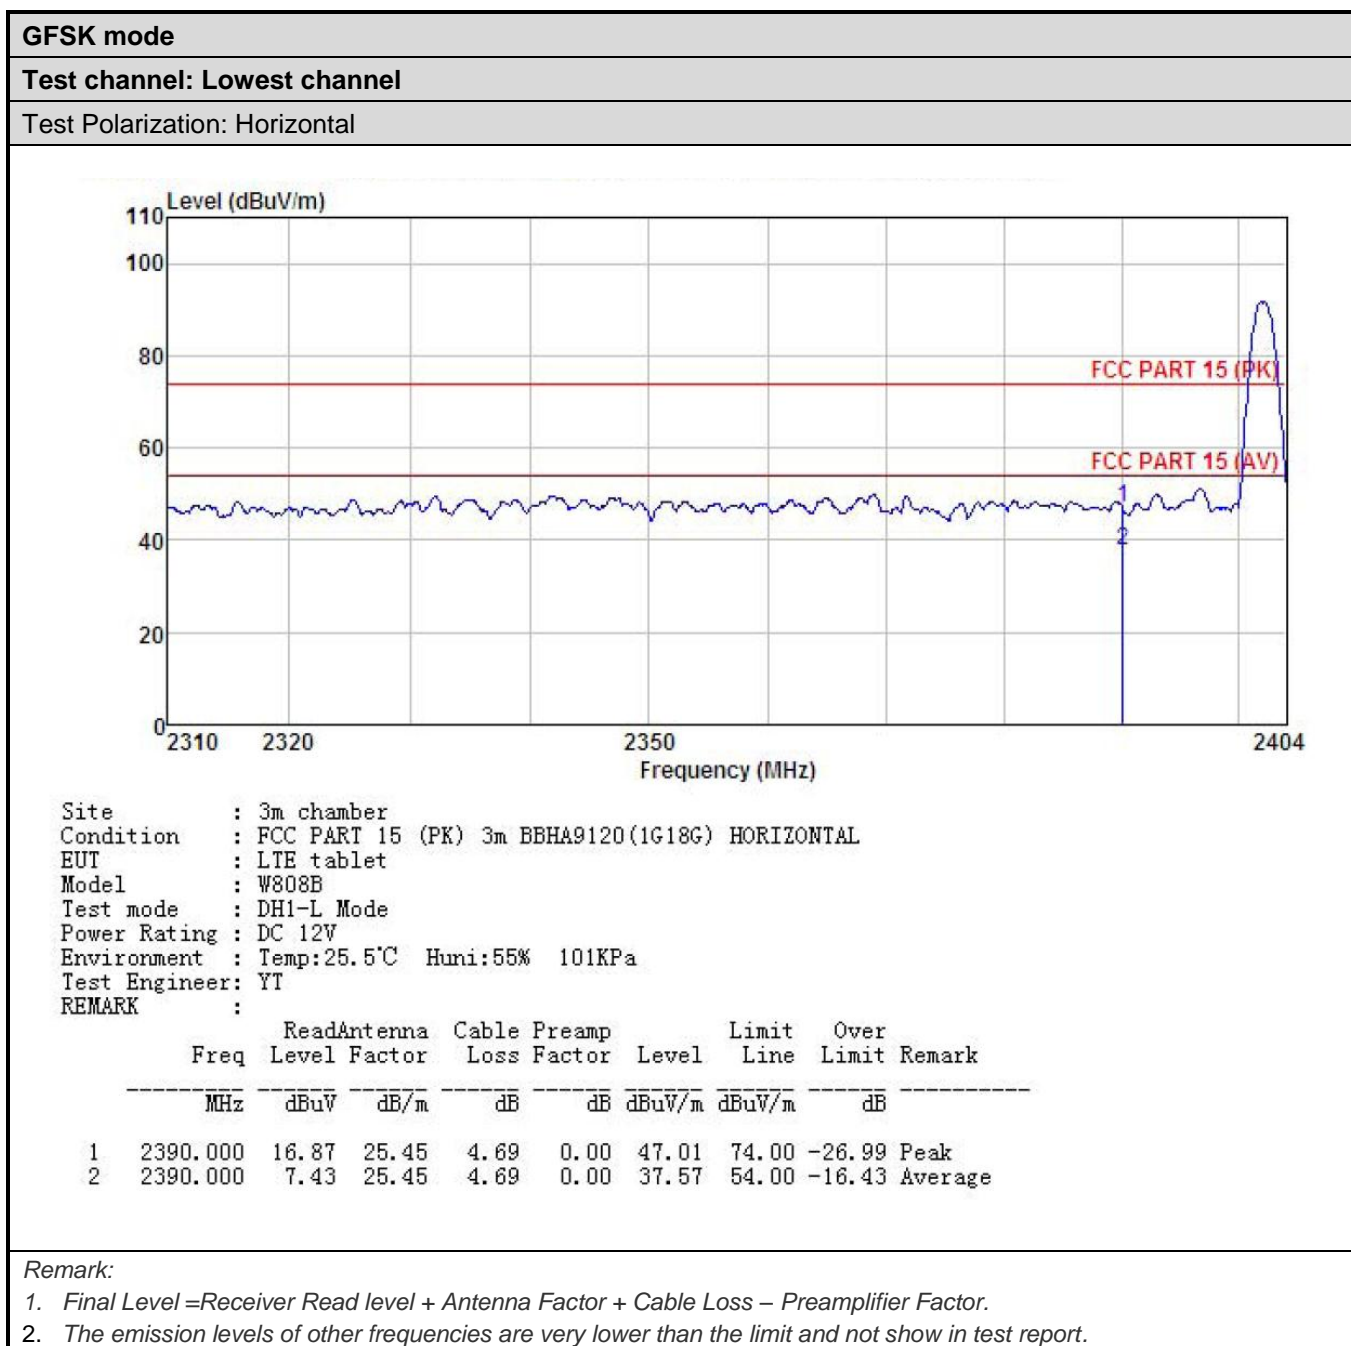 GFSK mode
Test channel: Lowest channel
Test Polarization: Horizontal
Level (dBuV/m)
110
100
80
FCC PART 15 (PK)
60
FCC PART 15 (AV)
1
40
2
20
0
2310 2320 2350 2404
Frequency (MHz)
Site : 3m chamber
Condition : FCC PART 15 (PK) 3m BBHA9120(1G18G) HORIZONTAL
EUT : LTE tablet
Model : W808B
Test mode : DH1-L Mode
Power Rating : DC 12V
Environment : Temp:25.5℃ Huni:55% 101KPa
Test Engineer: YT
REMARK :
ReadAntenna Cable Preamp Limit Over
Freq Level Factor Loss Factor Level Line Limit Remark
MHz dBuV dB/m dB dB dBuV/m dBuV/m dB
1 2390.000 16.87 25.45 4.69 0.00 47.01 74.00 -26.99 Peak
2 2390.000 7.43 25.45 4.69 0.00 37.57 54.00 -16.43 Average
Remark:
1. Final Level =Receiver Read level + Antenna Factor + Cable Loss – Preamplifier Factor.
2. The emission levels of other frequencies are very lower than the limit and not show in test report.